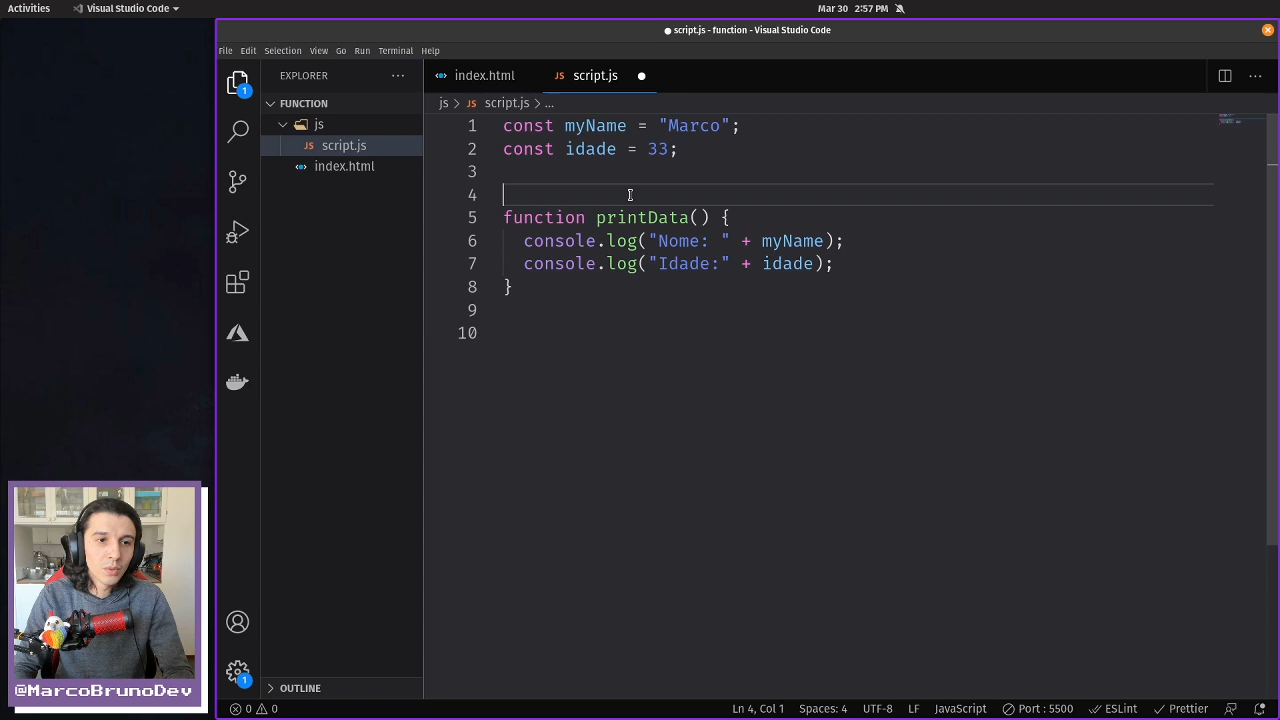 Activities
Visual Studio Code
Mar 30 2:57 PM
● script.js - function - Visual Studio Code
File Edit Selection View Go Run Terminal Help
EXPLORER
FUNCTION
js
JS script.js
index.html
OUTLINE
1
1
index.html
JS script.js
js > JS script.js > ...
1 const myName = "Marco";
2 const idade = 33;
3
4
5 function printData() {
6 console.log("Nome: " + myName);
7 console.log("Idade:" + idade);
8 }
9
10
@MarcoBrunoDev
0 0
Ln 4, Col 1 Spaces: 4 UTF-8 LF JavaScript Port : 5500 ESLint Prettier